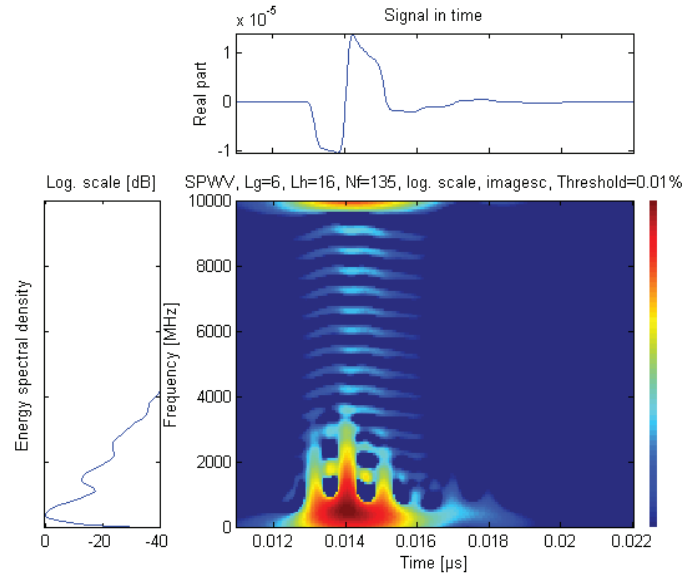 x 10^-5
Signal in time
1
0
-1
Real part
Log. scale [dB]
SPWV, Lg=6, Lh=16, Nf=135, log. scale, imagesc, Threshold=0.01%
Energy spectral density
0
-20
-40
Frequency [MHz]
10000
8000
6000
4000
2000
0
0.012
0.014
0.016
0.018
0.02
0.022
Time [µs]